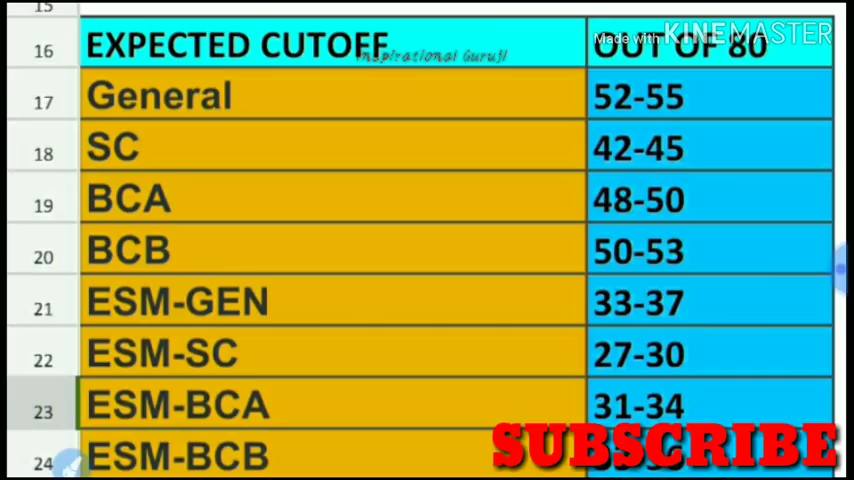 15
16 EXPECTED CUTOFF OUT OF 80
Inspirational Guruji
Made with KINEMASTER
17 General 52-55
18 SC 42-45
19 BCA 48-50
20 BCB 50-53
21 ESM-GEN 33-37
22 ESM-SC 27-30
23 ESM-BCA 31-34
24 ESM-BCB
SUBSCRIBE